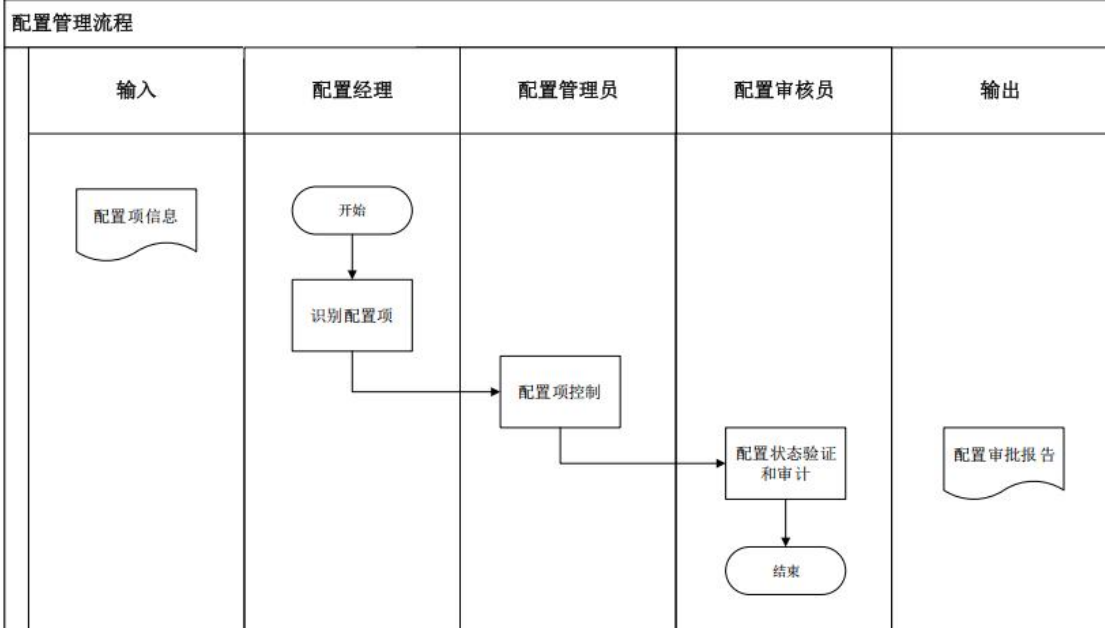 配置管理流程
输入
配置经理
配置管理员
配置审核员
输出
配置项信息
开始
识别配置项
配置项控制
配置状态验证
和审计
配置审批报告
结束